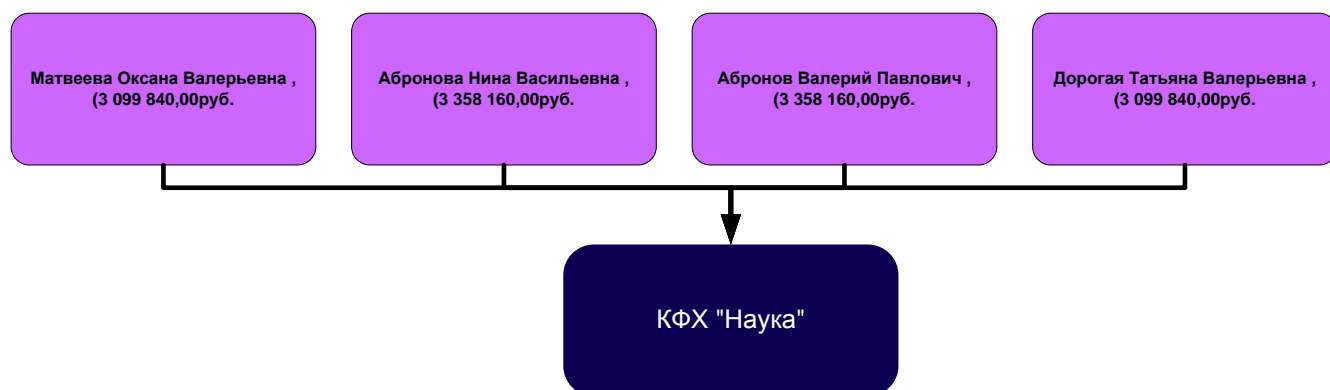 Матвеева Оксана Валерьевна ,
(3 099 840,00руб.
Абронова Нина Васильевна ,
(3 358 160,00руб.
Абронов Валерий Павлович ,
(3 358 160,00руб.
Дорогая Татьяна Валерьевна ,
(3 099 840,00руб.
КФХ "Наука"